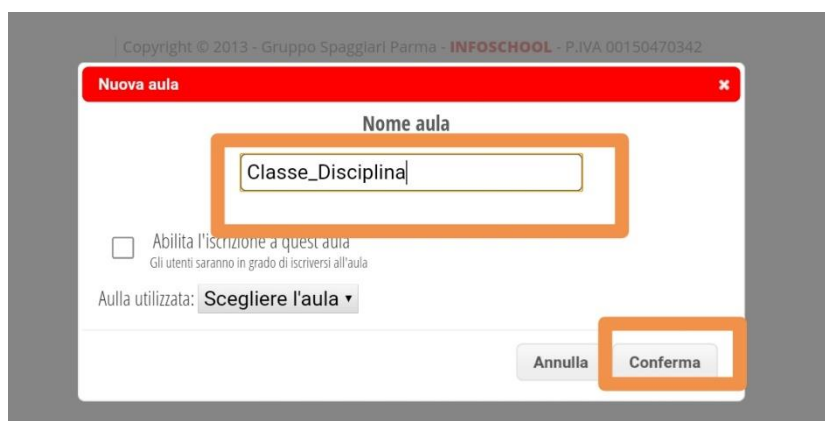 Copyright © 2013 - Gruppo Spaggiari Parma - INFOSCHOOL - P.IVA 00150470342
Nuova aula
Nome aula
Classe_Disciplina
Abilita l'iscrizione a quest'aula
Gli utenti saranno in grado di iscriversi all'aula
Aulla utilizzata: Scegliere l'aula
Annulla Conferma